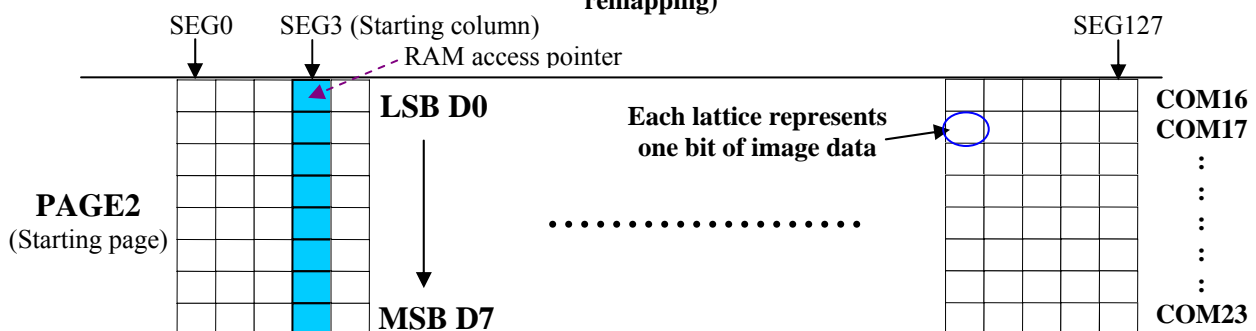 remapping)
SEG0 SEG3 (Starting column) SEG127
RAM access pointer
LSB D0
Each lattice represents
one bit of image data
COM16
COM17
:
:
:
:
:
COM23
PAGE2
(Starting page)
.....................
MSB D7